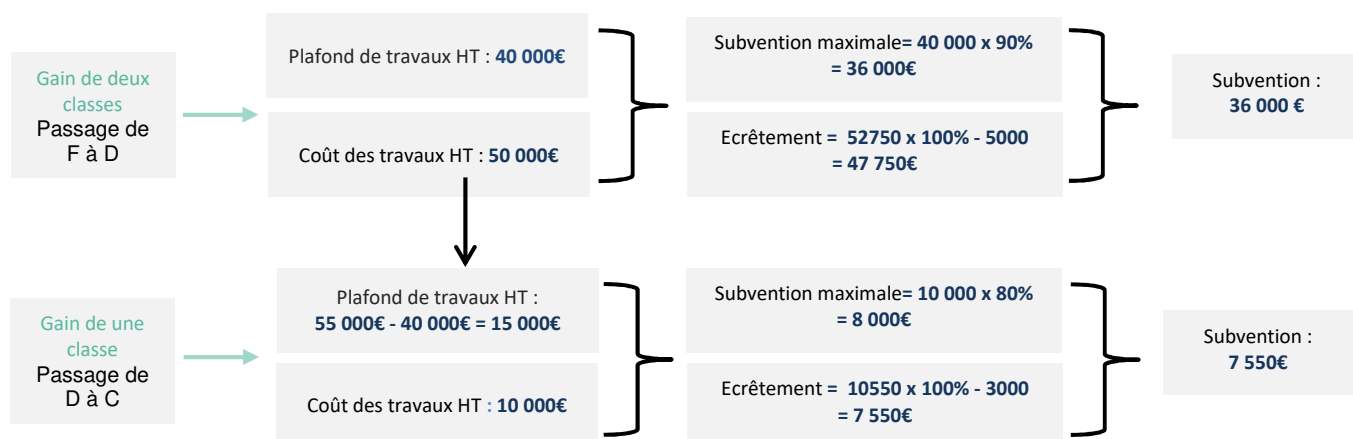 Gain de deux
classes
Passage de
F à D
Plafond de travaux HT : 40 000€
Coût des travaux HT : 50 000€
Subvention maximale= 40 000 x 90%
= 36 000€
Ecrêtement = 52750 x 100% - 5000
= 47 750€
Subvention :
36 000 €
Gain de une
classe
Passage de
D à C
Plafond de travaux HT :
55 000€ - 40 000€ = 15 000€
Coût des travaux HT : 10 000€
Subvention maximale= 10 000 x 80%
= 8 000€
Ecrêtement = 10550 x 100% - 3000
= 7 550€
Subvention :
7 550€